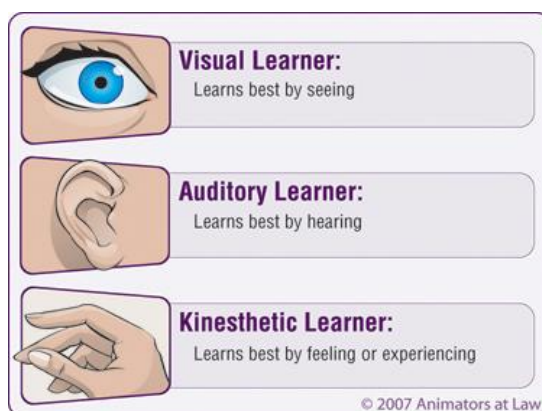 Visual Learner:
Learns best by seeing
Auditory Learner:
Learns best by hearing
Kinesthetic Learner:
Learns best by feeling or experiencing
© 2007 Animators at Law